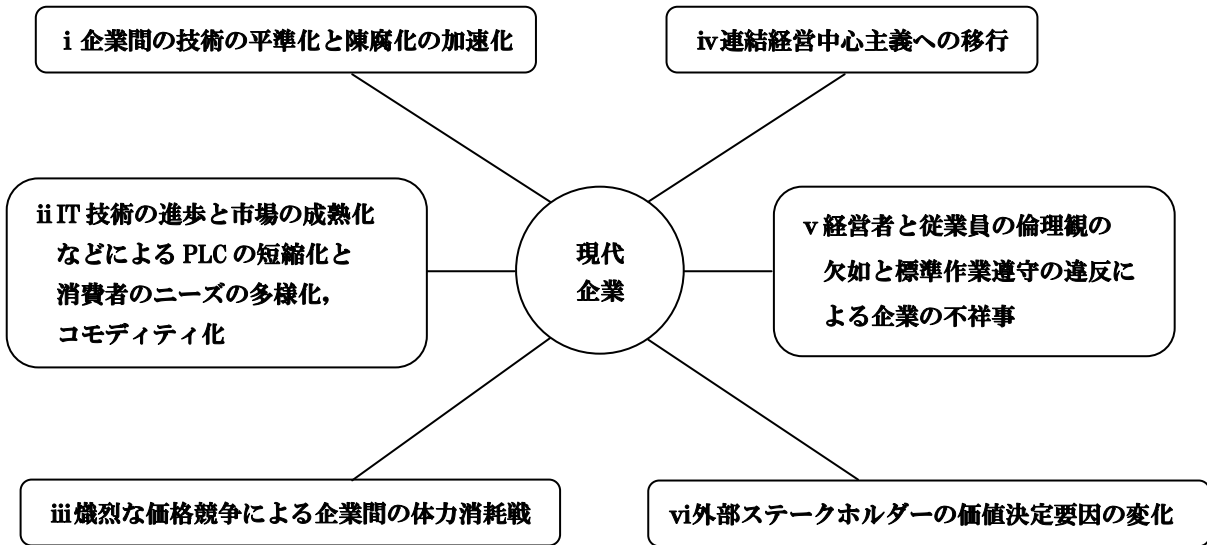 ⅰ 企業間の技術の平準化と陳腐化の加速化
ⅳ連結経営中心主義への移行
ⅱIT 技術の進歩と市場の成熟化
などによる PLC の短縮化と
消費者のニーズの多様化，
コモディティ化
現代
企業
ⅴ経営者と従業員の倫理観の
欠如と標準作業遵守の違反に
よる企業の不祥事
ⅲ熾烈な価格競争による企業間の体力消耗戦
ⅵ外部ステークホルダーの価値決定要因の変化